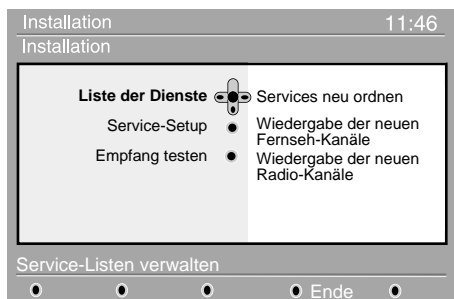 Installation 11:46
Installation
Liste der Dienste Services neu ordnen
Service-Setup Wiedergabe der neuen
Fernseh-Kanäle
Empfang testen Wiedergabe der neuen
Radio-Kanäle
Service-Listen verwalten
Ende